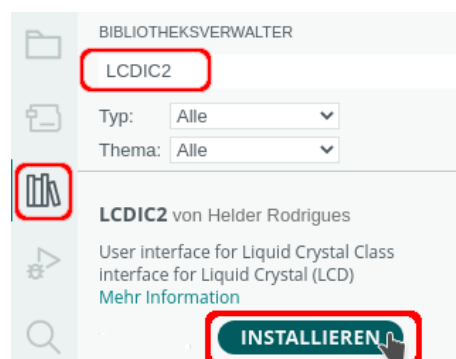 BIBLIOTHEKSVERWALTER
LCDIC2
Typ: Alle
Thema: Alle
LCDIC2 von Helder Rodrigues
User interface for Liquid Crystal Class
interface for Liquid Crystal (LCD)
Mehr Information
INSTALLIEREN